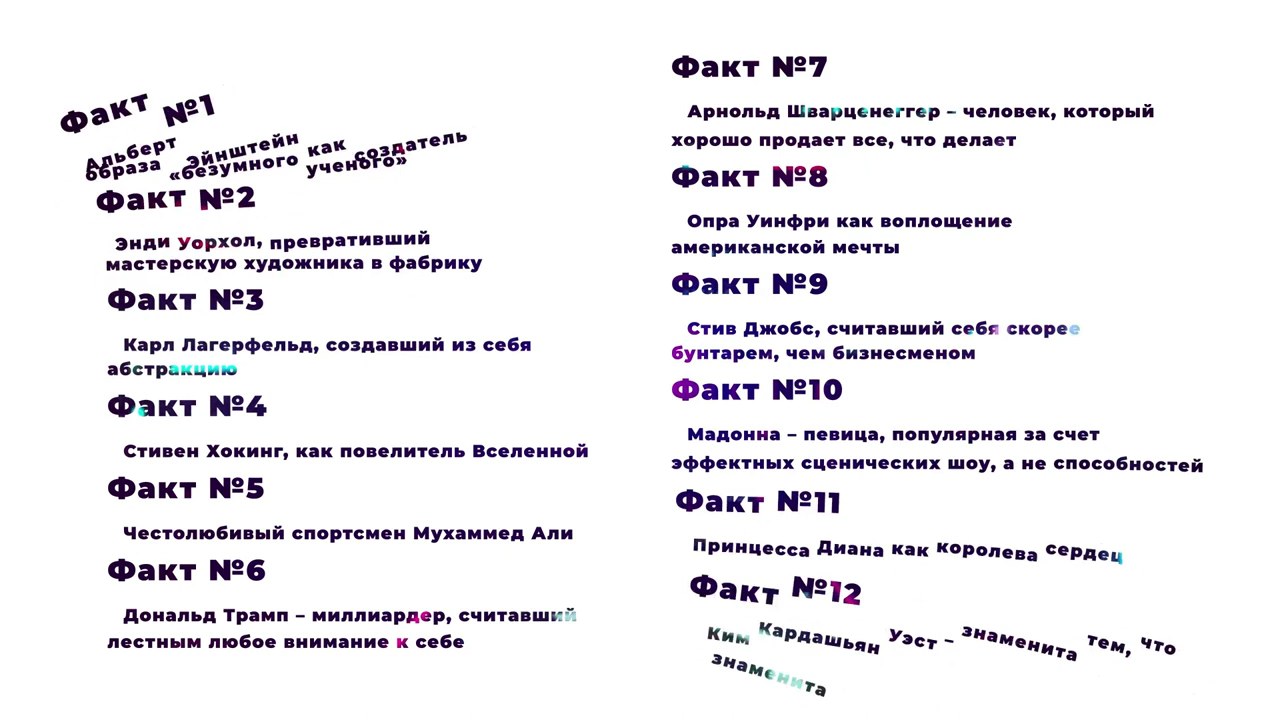 Факт №1
Альберт Эйнштейн как создатель
образа «безумного ученого»
Факт №2
Энди Уорхол, превративший
мастерскую художника в фабрику
Факт №3
Карл Лагерфельд, создавший из себя
абстракцию
Факт №4
Стивен Хокинг, как повелитель Вселенной
Факт №5
Честолюбивый спортсмен Мухаммед Али
Факт №6
Дональд Трамп – миллиардер, считавший
лестным любое внимание к себе
Факт №7
Арнольд Шварценеггер – человек, который
хорошо продает все, что делает
Факт №8
Опра Уинфри как воплощение
американской мечты
Факт №9
Стив Джобс, считавший себя скорее
бунтарем, чем бизнесменом
Факт №10
Мадонна – певица, популярная за счет
эффектных сценических шоу, а не способностей
Факт №11
Принцесса Диана как королева сердец
Факт №12
Ким Кардашьян Уэст – знаменита тем, что
знаменита